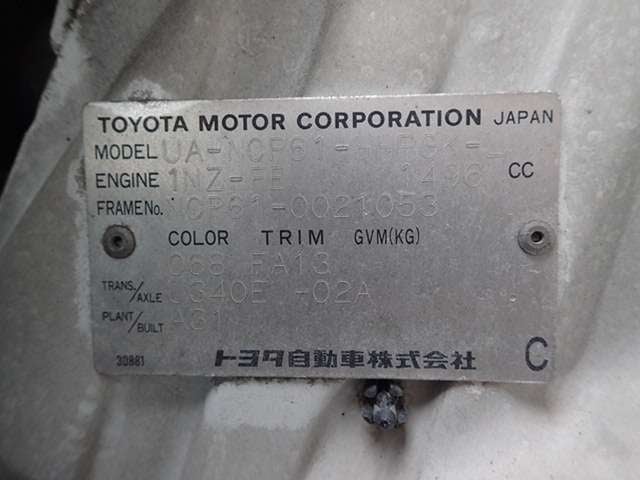 TOYOTA MOTOR CORPORATION JAPAN
MODEL
ENGINE 1NZ-FE 1496 CC
FRAME No. NCP61-0021053
COLOR TRIM GVM(KG)
068 FA13
TRANS./AXLE U340E -02A
PLANT/BUILT A31
30881 トヨタ自動車株式会社 C